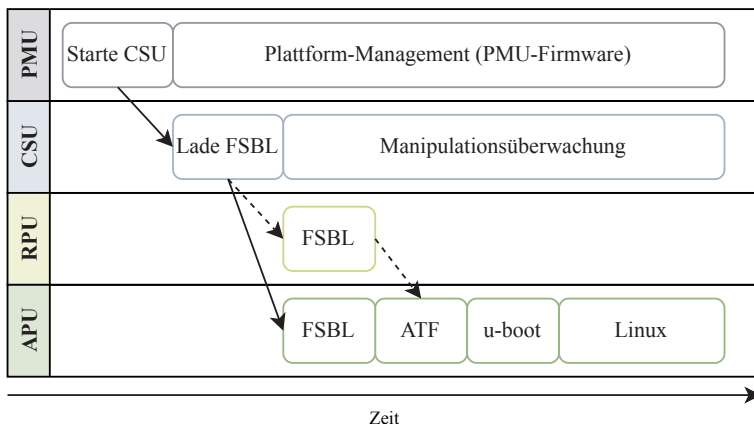 PMU
Starte CSU
Plattform-Management (PMU-Firmware)
CSU
Lade FSBL
Manipulationsüberwachung
RPU
FSBL
APU
FSBL
ATF
u-boot
Linux
Zeit